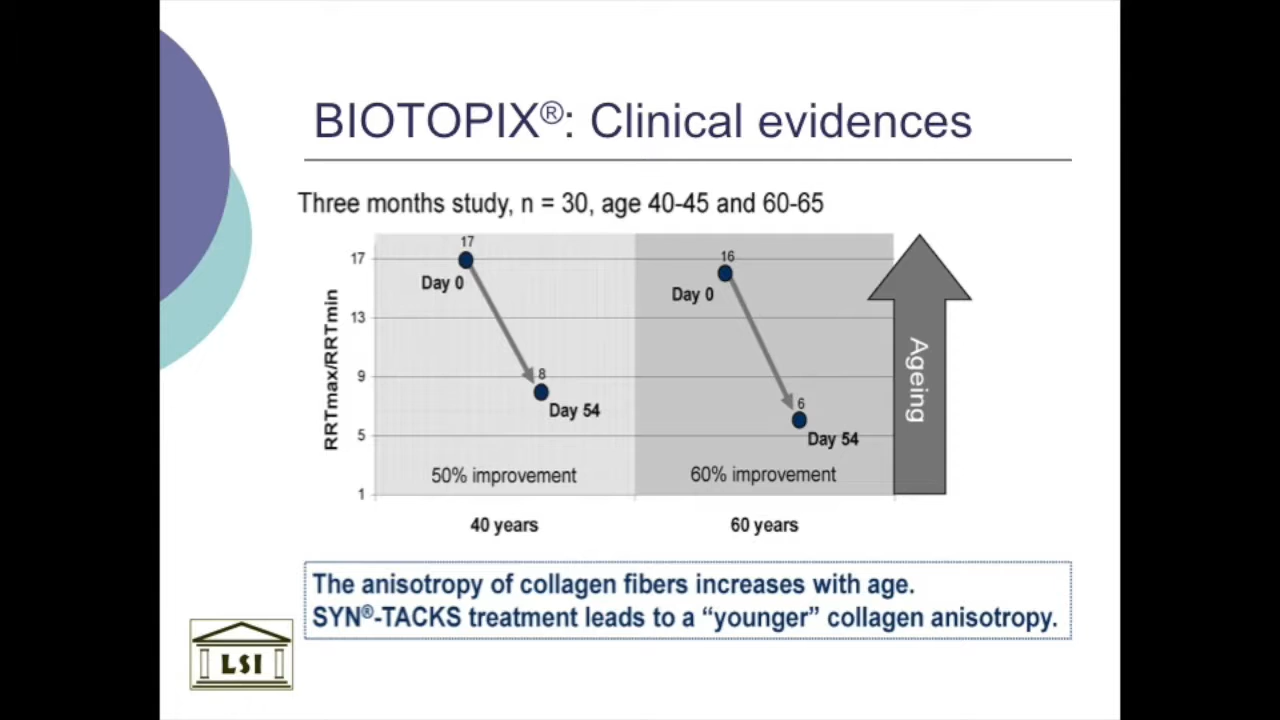 BIOTOPIX®: Clinical evidences
Three months study, n = 30, age 40-45 and 60-65
RRTmax/RRTmin
17
13
9
5
1
17
Day 0
8
Day 54
50% improvement
16
Day 0
6
Day 54
60% improvement
40 years
60 years
Ageing
The anisotropy of collagen fibers increases with age.
SYN®-TACKS treatment leads to a “younger” collagen anisotropy.
LSI